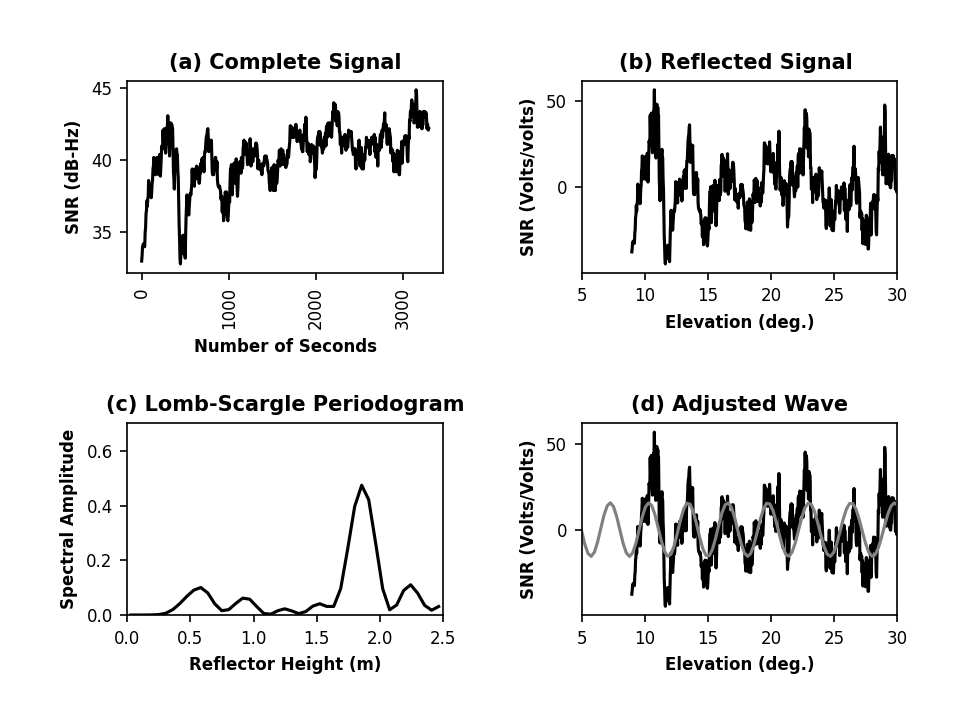 (a) Complete Signal
SNR (dB-Hz)
45
40
35
0
1000
2000
3000
Number of Seconds
(b) Reflected Signal
SNR (Volts/volts)
50
0
5
10
15
20
25
30
Elevation (deg.)
(c) Lomb-Scargle Periodogram
Spectral Amplitude
0.6
0.4
0.2
0.0
0.0
0.5
1.0
1.5
2.0
2.5
Reflector Height (m)
(d) Adjusted Wave
SNR (Volts/Volts)
50
0
5
10
15
20
25
30
Elevation (deg.)